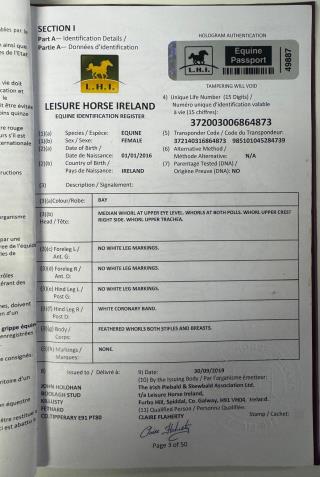 SECTION I
Part A— Identification Details /
Partie A— Données d'identification
HOLOGRAM AUTHENTICATION
L.H.I.
Equine
Passport
49887
TAMPERING WILL VOID
L.H.I.
LEISURE HORSE IRELAND
EQUINE IDENTIFICATION REGISTER
4) Unique Life Number (15 Digits) /
Numéro unique d'identification valable
à vie (15 chiffres):
372003006864373
(5) Transponder Code / Code du Transpondeur:
372140316864873 985101045284739
(6) Alternative Method /
Méthode Alternative: N/A
(7) Parentage Tested (DNA) /
Origine Preuve (DNA): NO
(1)(a) Species / Espèce: EQUINE
(1)(b) Sex / Sexe: FEMALE
(2)(a) Date of Birth /
Date de Naissance: 01/01/2016
(2)(b) Country of Birth /
Pays de Naissance: IRELAND
(3) Description / Signalement:
(3)(a)Colour/Robe: BAY
(3)(b)
Head / Tête: MEDIAN WHORL AT UPPER EYE LEVEL. WHORLS AT BOTH POLLS. WHORL UPPER CREST
RIGHT SIDE. WHORL UPPER TRACHEA.
(3)(c) Foreleg L /
Ant. G: NO WHITE LEG MARKINGS.
(3)(d) Foreleg R /
Ant. D: NO WHITE LEG MARKINGS.
(3)(e) Hind Leg L /
Post G: NO WHITE LEG MARKINGS.
(3)(f) Hind Leg R /
Post D: WHITE CORONARY BAND.
(3)(g) Body /
Corps: FEATHERED WHORLS BOTH STIFLES AND BREASTS.
(3)(h) Markings /
Marques: NONE.
8) Issued to / Délivré à:
JOHN HOLOHAN
BUOLAGH STUD
KILLUSTY
FETHARD
CO.TIPPERARY E91 PT80
9) Date: 30/09/2019
(10) By the Issuing Body / Par l'organisme émetteur:
The Irish Piebald & Skewbald Association Ltd.
t/a Leisure Horse Ireland,
Furbo Hill, Spiddal, Co. Galway, H91 VH04, Ireland.
(11) Qualified Person / Personne Qualifiée:
CLAIRE FLAHERTY
Stamp / Cachet:
Claire Flaherty
Page 3 of 50